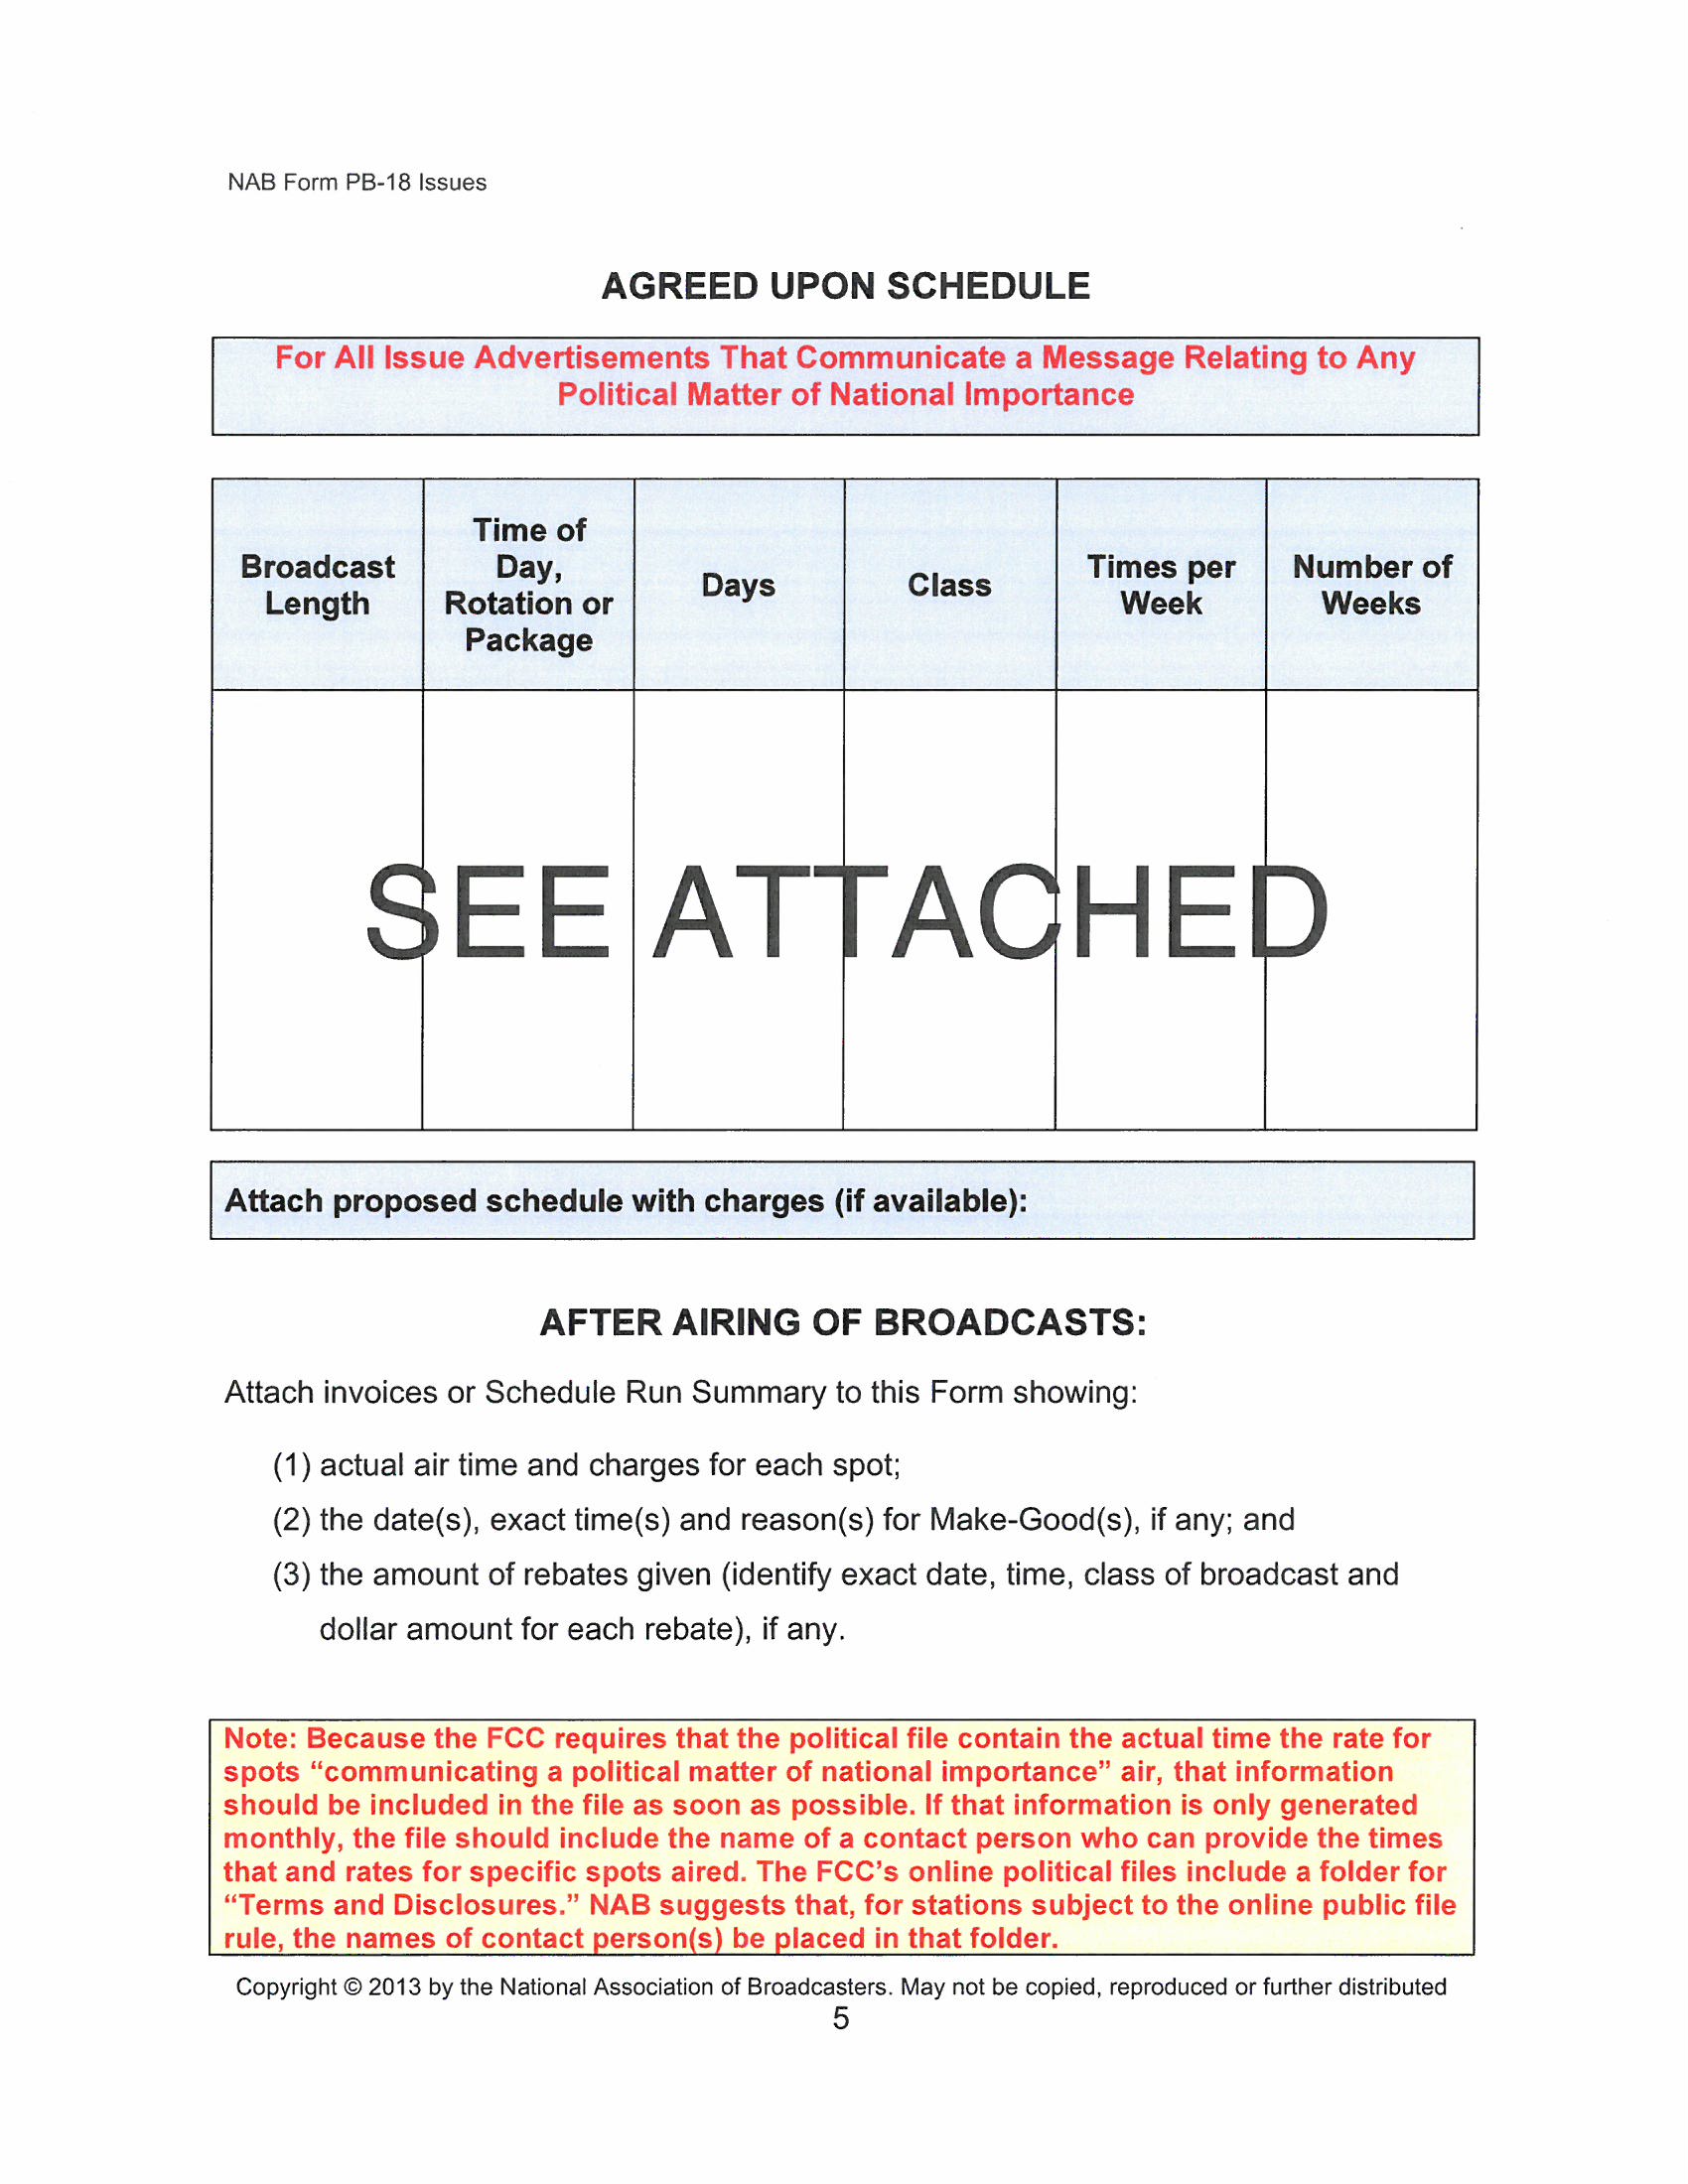 NAB Form PB-18 Issues
AGREED UPON SCHEDULE
For All Issue Advertisements That Communicate a Message Relating to Any
Political Matter of National Importance
Broadcast
Length
Time of
Day,
Rotation or
Package
Days
Class
Times per
Week
Number of
Weeks
SEE ATTACHED
Attach proposed schedule with charges (if available):
AFTER AIRING OF BROADCASTS:
Attach invoices or Schedule Run Summary to this Form showing:
(1) actual air time and charges for each spot;
(2) the date(s), exact time(s) and reason(s) for Make-Good(s), if any; and
(3) the amount of rebates given (identify exact date, time, class of broadcast and
dollar amount for each rebate), if any.
Note: Because the FCC requires that the political file contain the actual time the rate for
spots “communicating a political matter of national importance” air, that information
should be included in the file as soon as possible. If that information is only generated
monthly, the file should include the name of a contact person who can provide the times
that and rates for specific spots aired. The FCC’s online political files include a folder for
“Terms and Disclosures.” NAB suggests that, for stations subject to the online public file
rule, the names of contact person(s) be placed in that folder.
Copyright © 2013 by the National Association of Broadcasters. May not be copied, reproduced or further distributed
5